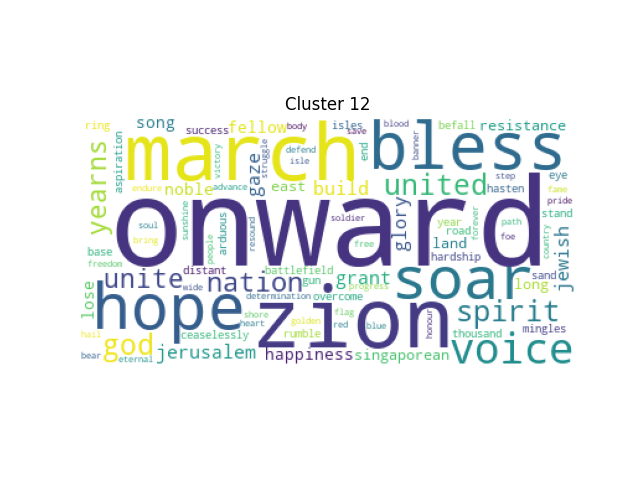 Cluster 12
ring
song
success
fellow
body
isles
save
blood
befall
resistance
aspiration
march
struggle
defend
isle
end
banner
bless
yearns
endure
noble
victory
advance
gaze
east
build
united
hasten
step
eye
fame
pride
soul
bring
sunshine
onward
people
arduous
resound
soldier
free
glory
year
road
land
hardship
forever
path
foe
country
stand
jewish
base
freedom
distant
unite
wide
nation
battlefield
gun
determination
overcome
progress
grant
soar
long
sand
lose
hope
shore
heart
zion
golden
flag
red
blue
honour
spirit
thousand
mingles
hail
god
bear
eternal
ceaselessly
jerusalem
rumble
happiness
singaporean
voice